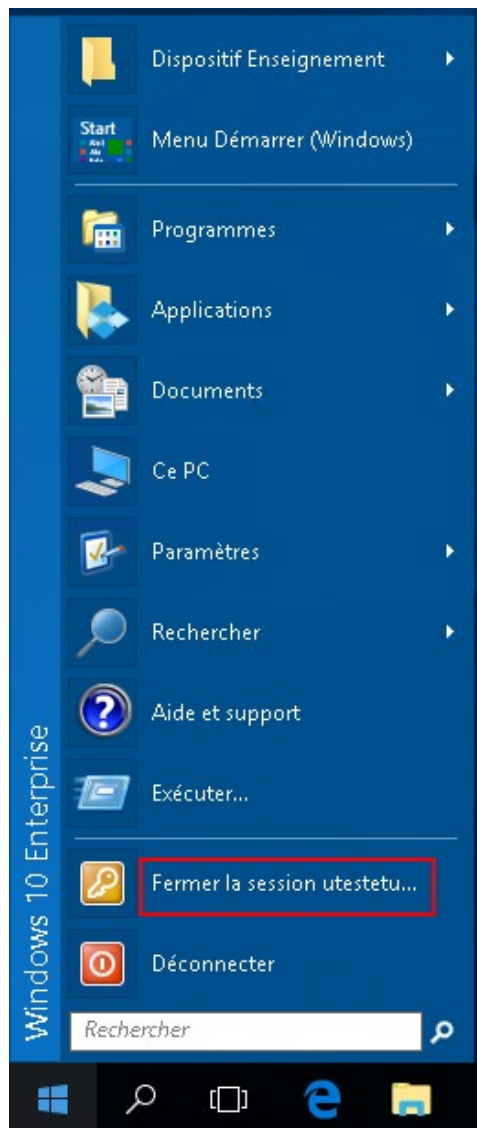 Dispositif Enseignement
Start
Menu Démarrer (Windows)
Programmes
Applications
Documents
Ce PC
Paramètres
Rechercher
Aide et support
Exécuter...
Fermer la session utestetu...
Déconnecter
Rechercher
Windows 10 Enterprise